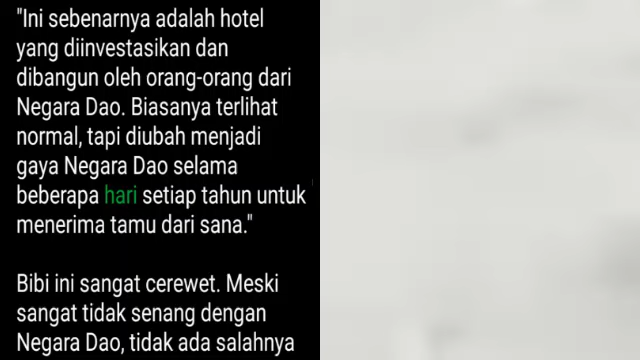 "Ini sebenarnya adalah hotel
yang diinvestasikan dan
dibangun oleh orang-orang dari
Negara Dao. Biasanya terlihat
normal, tapi diubah menjadi
gaya Negara Dao selama
beberapa hari setiap tahun untuk
menerima tamu dari sana."
Bibi ini sangat cerewet. Meski
sangat tidak senang dengan
Negara Dao, tidak ada salahnya